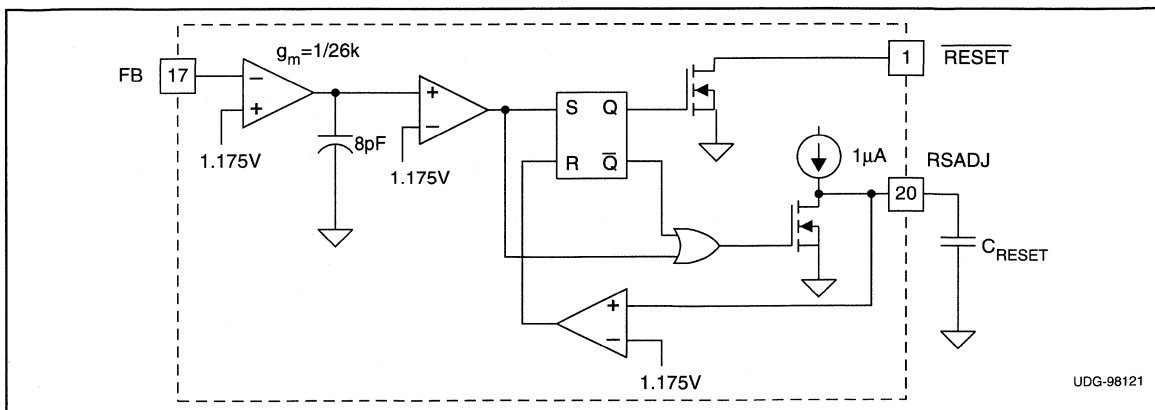 g_m=1/26k
FB 17
−
+
1.175V
8pF
+
−
1.175V
S Q
R Q̅
1 R̅E̅S̅E̅T̅
1µA
RSADJ
20
C_RESET
+
−
1.175V
UDG-98121